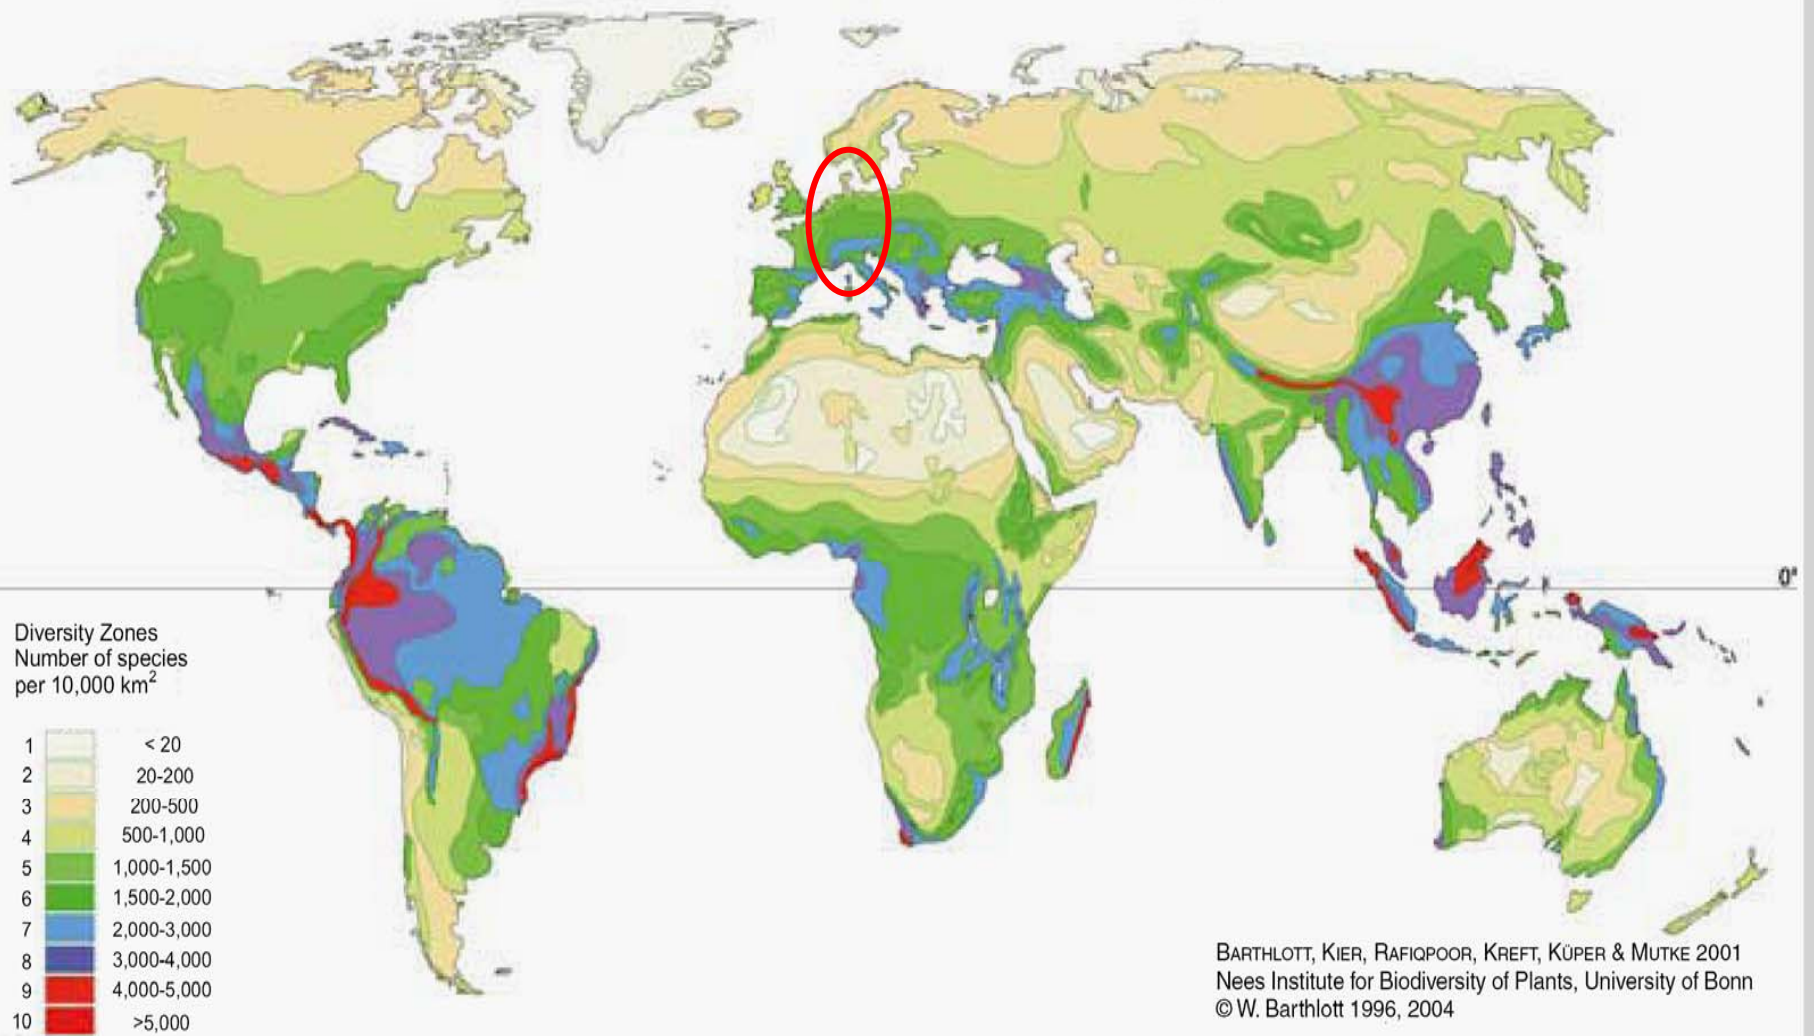 0°
Diversity Zones
Number of species
per 10,000 km²
1 < 20
2 20-200
3 200-500
4 500-1,000
5 1,000-1,500
6 1,500-2,000
7 2,000-3,000
8 3,000-4,000
9 4,000-5,000
10 >5,000
BARTHLOTT, KIER, RAFIQPOOR, KREFT, KÜPER & MUTKE 2001
Nees Institute for Biodiversity of Plants, University of Bonn
© W. Barthlott 1996, 2004